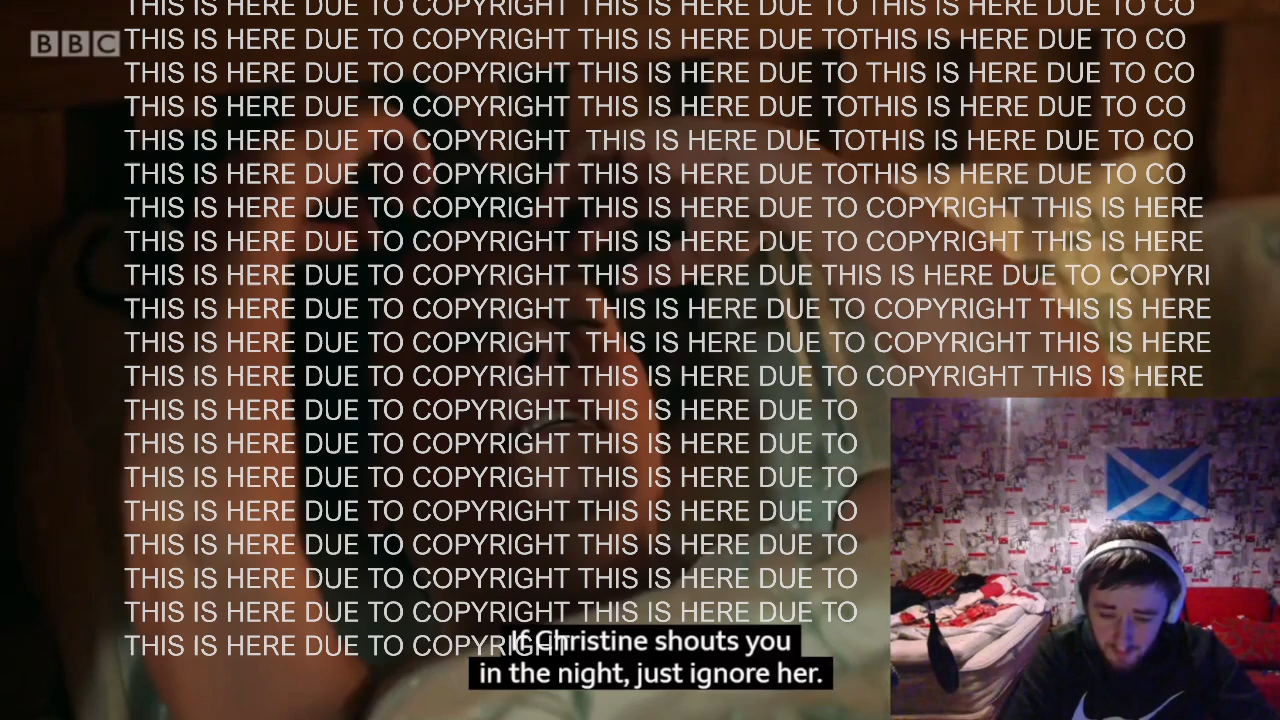 THIS IS HERE DUE TO COPYRIGHT THIS IS HERE DUE TO THIS IS HERE DUE TO CO
BBC
THIS IS HERE DUE TO COPYRIGHT THIS IS HERE DUE TOTHIS IS HERE DUE TO CO
THIS IS HERE DUE TO COPYRIGHT THIS IS HERE DUE TO THIS IS HERE DUE TO CO
THIS IS HERE DUE TO COPYRIGHT THIS IS HERE DUE TOTHIS IS HERE DUE TO CO
THIS IS HERE DUE TO COPYRIGHT THIS IS HERE DUE TOTHIS IS HERE DUE TO CO
THIS IS HERE DUE TO COPYRIGHT THIS IS HERE DUE TOTHIS IS HERE DUE TO CO
THIS IS HERE DUE TO COPYRIGHT THIS IS HERE DUE TO COPYRIGHT THIS IS HERE
THIS IS HERE DUE TO COPYRIGHT THIS IS HERE DUE TO COPYRIGHT THIS IS HERE
THIS IS HERE DUE TO COPYRIGHT THIS IS HERE DUE THIS IS HERE DUE TO COPYRI
THIS IS HERE DUE TO COPYRIGHT THIS IS HERE DUE TO COPYRIGHT THIS IS HERE
THIS IS HERE DUE TO COPYRIGHT THIS IS HERE DUE TO COPYRIGHT THIS IS HERE
THIS IS HERE DUE TO COPYRIGHT THIS IS HERE DUE TO COPYRIGHT THIS IS HERE
THIS IS HERE DUE TO COPYRIGHT THIS IS HERE DUE TO
THIS IS HERE DUE TO COPYRIGHT THIS IS HERE DUE TO
THIS IS HERE DUE TO COPYRIGHT THIS IS HERE DUE TO
THIS IS HERE DUE TO COPYRIGHT THIS IS HERE DUE TO
THIS IS HERE DUE TO COPYRIGHT THIS IS HERE DUE TO
THIS IS HERE DUE TO COPYRIGHT THIS IS HERE DUE TO
THIS IS HERE DUE TO COPYRIGHT THIS IS HERE DUE TO
THIS IS HERE DUE TO COPYRIGHT
If Christine shouts you
in the night, just ignore her.